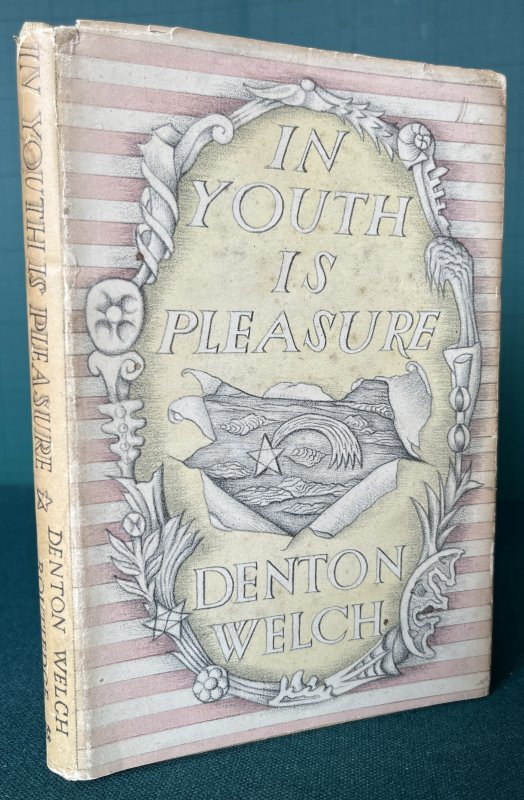 IN
YOUTH
IS
PLEASURE
DENTON
WELCH
IN YOUTH IS PLEASURE ☆ DENTON WELCH